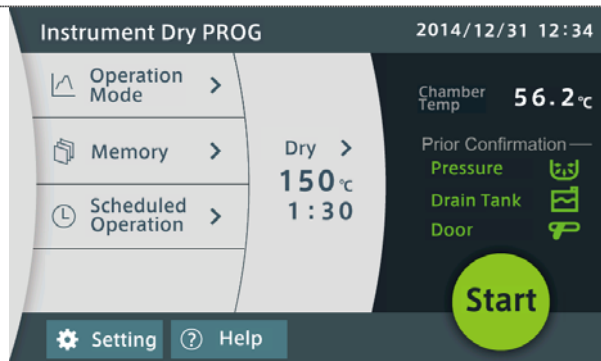 Instrument Dry PROG
2014/12/31 12:34
Operation
Mode
Memory
Scheduled
Operation
Dry
150℃
1:30
Chamber
Temp
56.2℃
Prior Confirmation
Pressure
Drain Tank
Door
Start
Setting
? Help